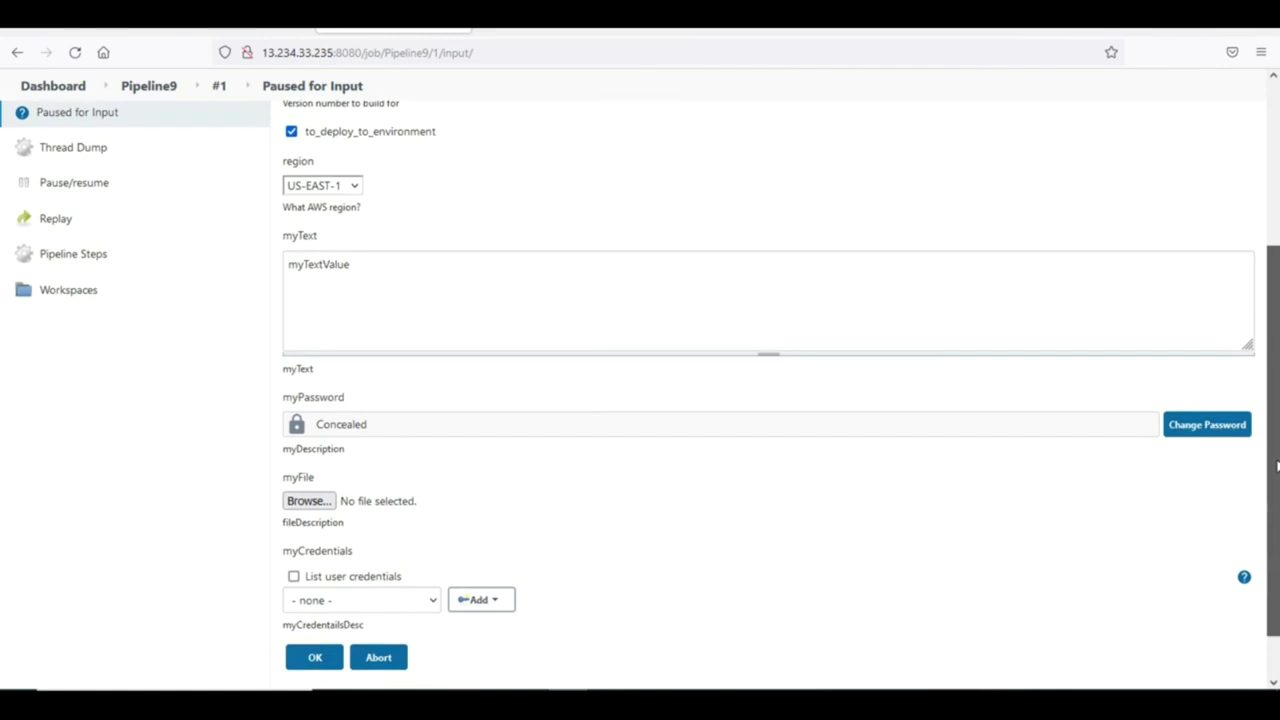 13.234.33.235:8080/job/Pipeline9/1/input/
Dashboard Pipeline9 #1 Paused for Input
Paused for Input
Thread Dump
Pause/resume
Replay
Pipeline Steps
Workspaces
Version number to build for
to_deploy_to_environment
region
US-EAST-1
What AWS region?
myText
myTextValue
myText
myPassword
Concealed
Change Password
myDescription
myFile
Browse... No file selected.
fileDescription
myCredentials
List user credentials
- none -
Add
myCredentailsDesc
OK Abort